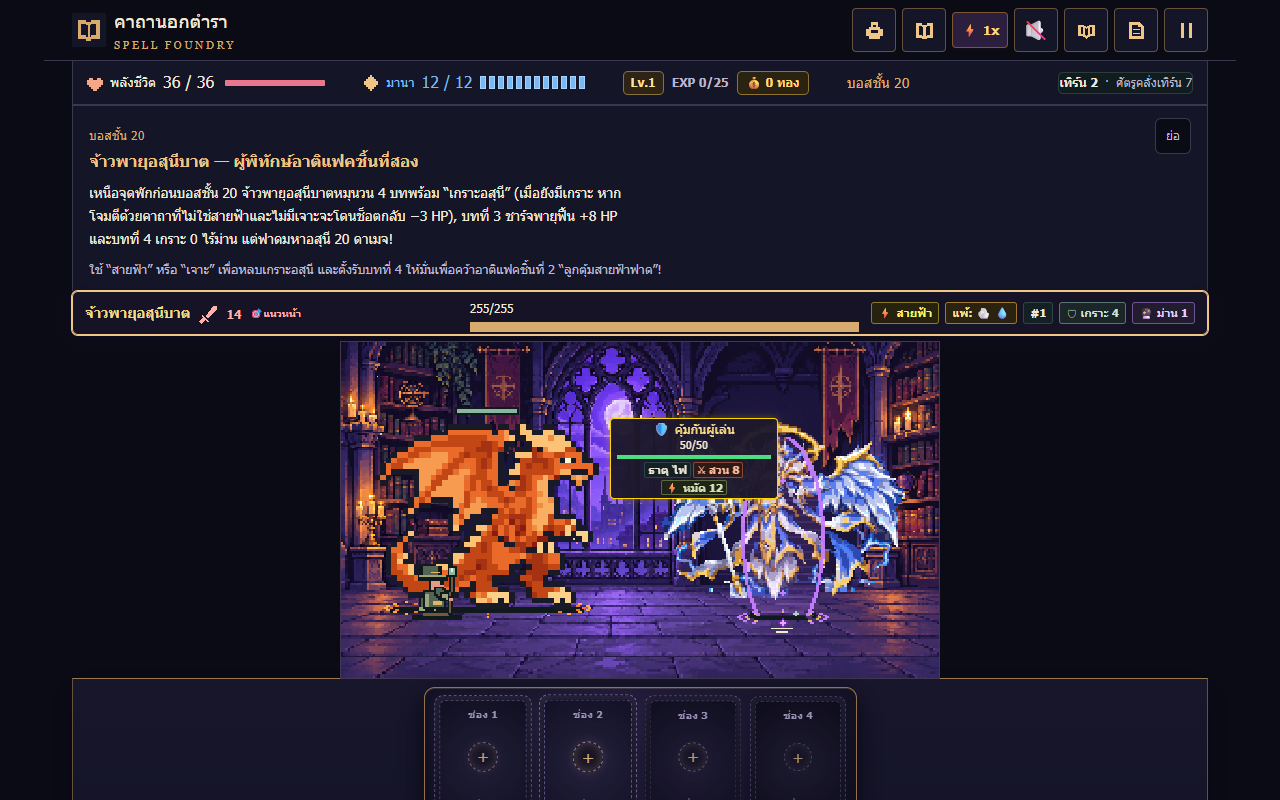 คาถานอกตำรา
SPELL FOUNDRY
1x
พลังชีวิต 36 / 36
มานา 12 / 12
Lv.1
EXP 0/25
0 ทอง
บอสชั้น 20
เทิร์น 2 · ศัตรูคลั่งเทิร์น 7
บอสชั้น 20
ย่อ
จ้าวพายุอสุนีบาต — ผู้พิทักษ์อาติแฟคชิ้นที่สอง
เหนือจุดพักก่อนบอสชั้น 20 จ้าวพายุอสุนีบาตหมุนวน 4 บทพร้อม “เกราะอสุนี” (เมื่อยังมีเกราะ หาก
โจมตีด้วยคาถาที่ไม่ใช่สายฟ้าและไม่มีเจาะจะโดนช็อตกลับ −3 HP), บทที่ 3 ชาร์จพายุฟื้น +8 HP
และบทที่ 4 เกราะ 0 ไร้ม่าน แต่ฟาดมหาอสุนี 20 ดาเมจ!
ใช้ “สายฟ้า” หรือ “เจาะ” เพื่อหลบเกราะอสุนี และตั้งรับบทที่ 4 ให้มั่นเพื่อคว้าอาติแฟคชิ้นที่ 2 “ลูกตุ้มสายฟ้าฟาด”!
จ้าวพายุอสุนีบาต
14
แนวหน้า
255/255
สายฟ้า
แพ้:
#1
เกราะ 4
ม่าน 1
คุ้มกันผู้เล่น
50/50
ธาตุ ไฟ
สวน 8
หมัด 12
ช่อง 1
ช่อง 2
ช่อง 3
ช่อง 4